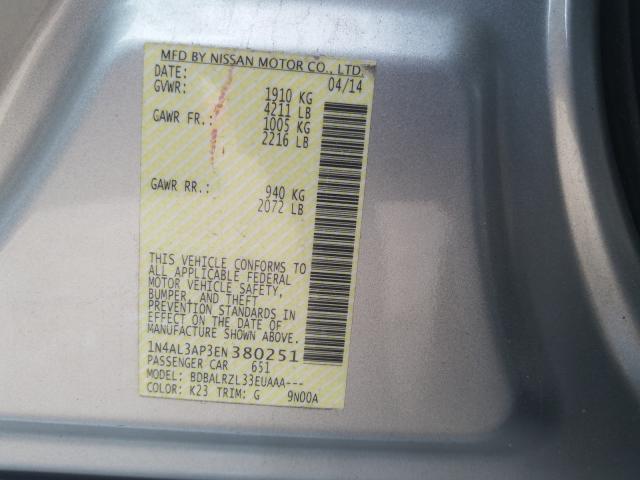 MFD BY NISSAN MOTOR CO., LTD.
DATE: 04/14
GVWR: 1910 KG
4211 LB
GAWR FR.: 1005 KG
2216 LB
GAWR RR.: 940 KG
2072 LB
THIS VEHICLE CONFORMS TO
ALL APPLICABLE FEDERAL
MOTOR VEHICLE SAFETY,
BUMPER, AND THEFT
PREVENTION STANDARDS IN
EFFECT ON THE DATE OF
MANUFACTURE SHOWN ABOVE.
1N4AL3AP3EN380251
PASSENGER CAR 651
MODEL: BDBALRZL33EUAAA---
COLOR: K23 TRIM: G 9N00A